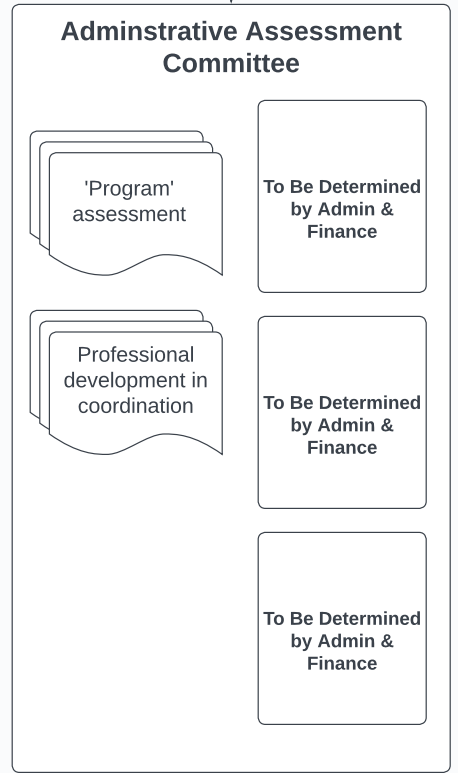 Adminstrative Assessment
Committee
'Program'
assessment
To Be Determined
by Admin &
Finance
Professional
development in
coordination
To Be Determined
by Admin &
Finance
To Be Determined
by Admin &
Finance